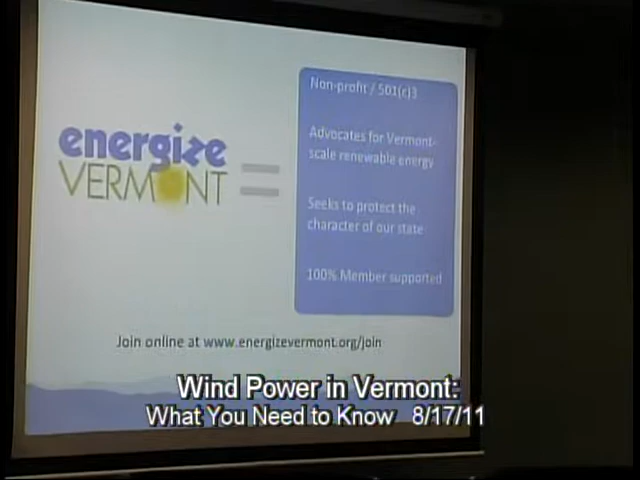 energize
VERMONT
=
Non-profit / 501(c)3
Advocates for Vermont-
scale renewable energy
Seeks to protect the
character of our state
100% Member supported
Join online at www.energizevermont.org/join
Wind Power in Vermont:
What You Need to Know 8/17/11